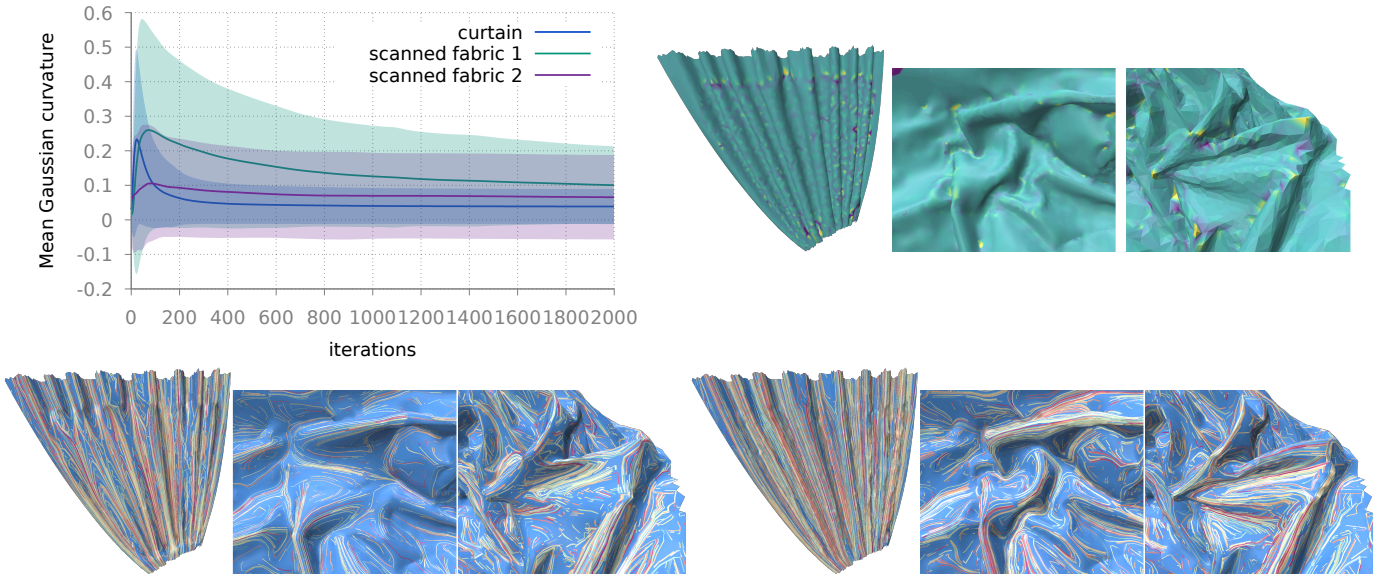 0.6
0.5
0.4
0.3
0.2
0.1
0
-0.1
-0.2
Mean Gaussian curvature
curtain
scanned fabric 1
scanned fabric 2
0 200 400 600 800 1000 1200 1400 1600 1800 2000
iterations